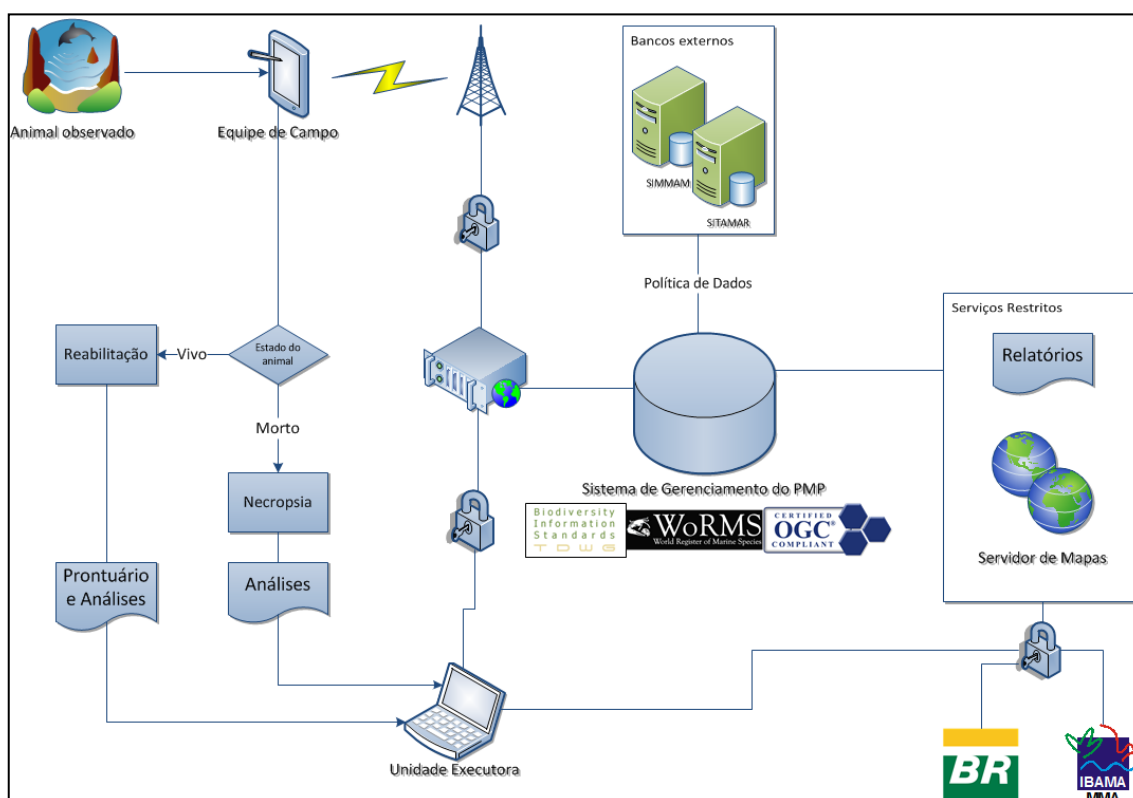 Bancos externos
Animal observado
Equipe de Campo
SIMMAM
SITAMAR
Política de Dados
Serviços Restritos
Relatórios
Reabilitação
Vivo
Estado do
animal
Morto
Necropsia
Sistema de Gerenciamento do PMP
Biodiversity
Information
Standards
TDWG
WoRMS
World Register of Marine Species
CERTIFIED
OGC®
COMPLIANT
Servidor de Mapas
Prontuário
e Análises
Análises
Unidade Executora
BR
IBAMA
MMA